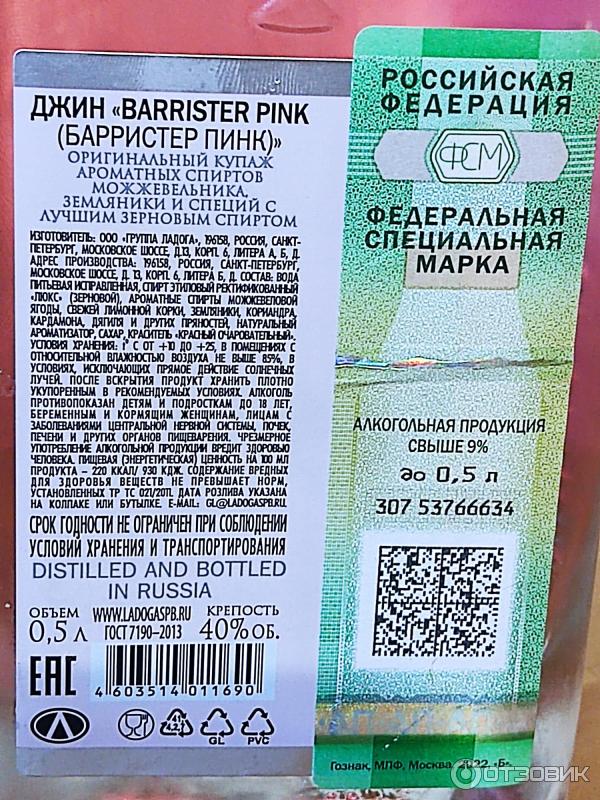 ДЖИН «BARRISTER PINK
(БАРРИСТЕР ПИНК)»
ОРИГИНАЛЬНЫЙ КУПАЖ
АРОМАТНЫХ СПИРТОВ
МОЖЖЕВЕЛЬНИКА,
ЗЕМЛЯНИКИ И СПЕЦИЙ С
ЛУЧШИМ ЗЕРНОВЫМ СПИРТОМ
ИЗГОТОВИТЕЛЬ: ООО «ГРУППА ЛАДОГА», 196158, РОССИЯ, САНКТ-
ПЕТЕРБУРГ, МОСКОВСКОЕ ШОССЕ, Д.13, КОРП. 6, ЛИТЕРА А, Б, Д.
АДРЕС ПРОИЗВОДСТВА: 196158, РОССИЯ, САНКТ-ПЕТЕРБУРГ,
МОСКОВСКОЕ ШОССЕ, Д. 13, КОРП. 6, ЛИТЕРА Б, Д. СОСТАВ: ВОДА
ПИТЬЕВАЯ ИСПРАВЛЕННАЯ, СПИРТ ЭТИЛОВЫЙ РЕКТИФИКОВАННЫЙ
«ЛЮКС» (ЗЕРНОВОЙ), АРОМАТНЫЕ СПИРТЫ МОЖЖЕВЕЛОВОЙ
ЯГОДЫ, СВЕЖЕЙ ЛИМОННОЙ КОРКИ, ЗЕМЛЯНИКИ, КОРИАНДРА,
КАРДАМОНА, ДЯГИЛЯ И ДРУГИХ ПРЯНОСТЕЙ, НАТУРАЛЬНЫЙ
АРОМАТИЗАТОР, САХАР, КРАСИТЕЛЬ «КРАСНЫЙ ОЧАРОВАТЕЛЬНЫЙ».
УСЛОВИЯ ХРАНЕНИЯ: t° С ОТ +10 ДО +25, В ПОМЕЩЕНИЯХ С
ОТНОСИТЕЛЬНОЙ ВЛАЖНОСТЬЮ ВОЗДУХА НЕ ВЫШЕ 85%, В
УСЛОВИЯХ, ИСКЛЮЧАЮЩИХ ПРЯМОЕ ДЕЙСТВИЕ СОЛНЕЧНЫХ
ЛУЧЕЙ. ПОСЛЕ ВСКРЫТИЯ ПРОДУКТ ХРАНИТЬ ПЛОТНО
УКУПОРЕННЫМ В РЕКОМЕНДУЕМЫХ УСЛОВИЯХ. АЛКОГОЛЬ
ПРОТИВОПОКАЗАН ДЕТЯМ И ПОДРОСТКАМ ДО 18 ЛЕТ,
БЕРЕМЕННЫМ И КОРМЯЩИМ ЖЕНЩИНАМ, ЛИЦАМ С
ЗАБОЛЕВАНИЯМИ ЦЕНТРАЛЬНОЙ НЕРВНОЙ СИСТЕМЫ, ПОЧЕК,
ПЕЧЕНИ И ДРУГИХ ОРГАНОВ ПИЩЕВАРЕНИЯ. ЧРЕЗМЕРНОЕ
УПОТРЕБЛЕНИЕ АЛКОГОЛЬНОЙ ПРОДУКЦИИ ВРЕДИТ ЗДОРОВЬЮ
ЧЕЛОВЕКА. ПИЩЕВАЯ (ЭНЕРГЕТИЧЕСКАЯ) ЦЕННОСТЬ НА 100 МЛ
ПРОДУКТА – 220 ККАЛ/ 930 КДЖ. СОДЕРЖАНИЕ ВРЕДНЫХ
ДЛЯ ЗДОРОВЬЯ ВЕЩЕСТВ НЕ ПРЕВЫШАЕТ НОРМ,
УСТАНОВЛЕННЫХ ТР ТС 021/2011. ДАТА РОЗЛИВА УКАЗАНА
НА КОЛПАКЕ ИЛИ БУТЫЛКЕ. E-MAIL: GL@LADOGASPB.RU.
СРОК ГОДНОСТИ НЕ ОГРАНИЧЕН ПРИ СОБЛЮДЕНИИ
УСЛОВИЙ ХРАНЕНИЯ И ТРАНСПОРТИРОВАНИЯ
DISTILLED AND BOTTLED
IN RUSSIA
ОБЪЕМ WWW.LADOGASPB.RU КРЕПОСТЬ
0,5 л ГОСТ 7190–2013 40% ОБ.
EAC
4 603514 011690
GL
PVC
РОССИЙСКАЯ
ФЕДЕРАЦИЯ
ФСМ
ФЕДЕРАЛЬНАЯ
СПЕЦИАЛЬНАЯ
МАРКА
АЛКОГОЛЬНАЯ ПРОДУКЦИЯ
СВЫШЕ 9%
до 0,5 л
307 53766634
Гознак, МПФ, Москва, 2022, «Б».
ОТЗОВИК